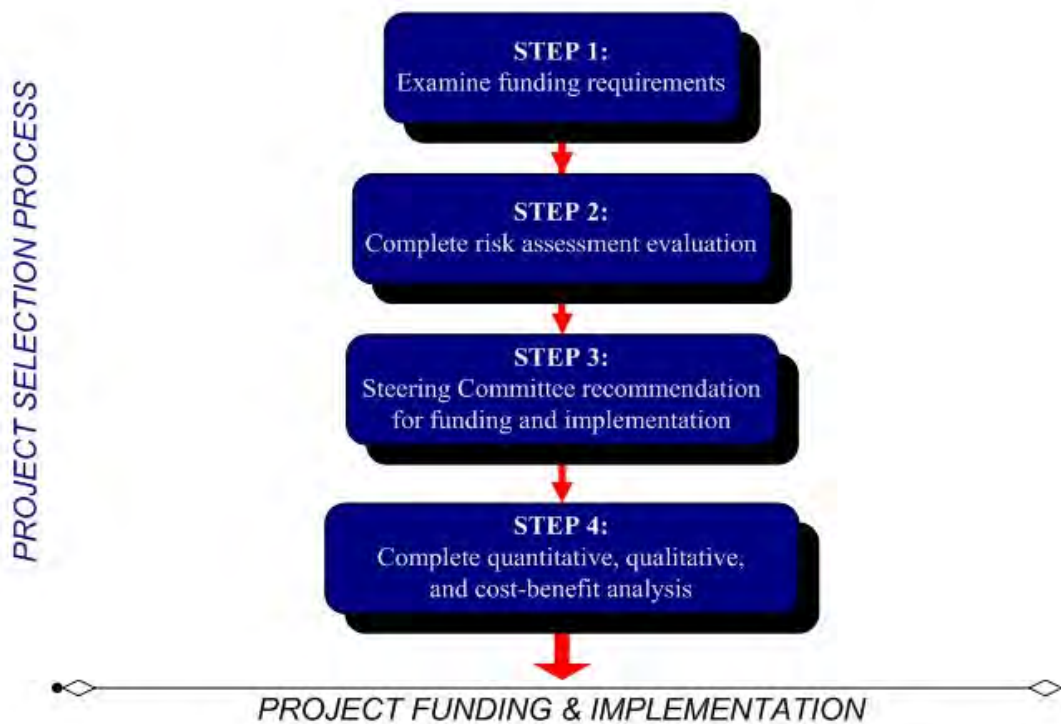 PROJECT SELECTION PROCESS
STEP 1:
Examine funding requirements
STEP 2:
Complete risk assessment evaluation
STEP 3:
Steering Committee recommendation
for funding and implementation
STEP 4:
Complete quantitative, qualitative,
and cost-benefit analysis
PROJECT FUNDING & IMPLEMENTATION